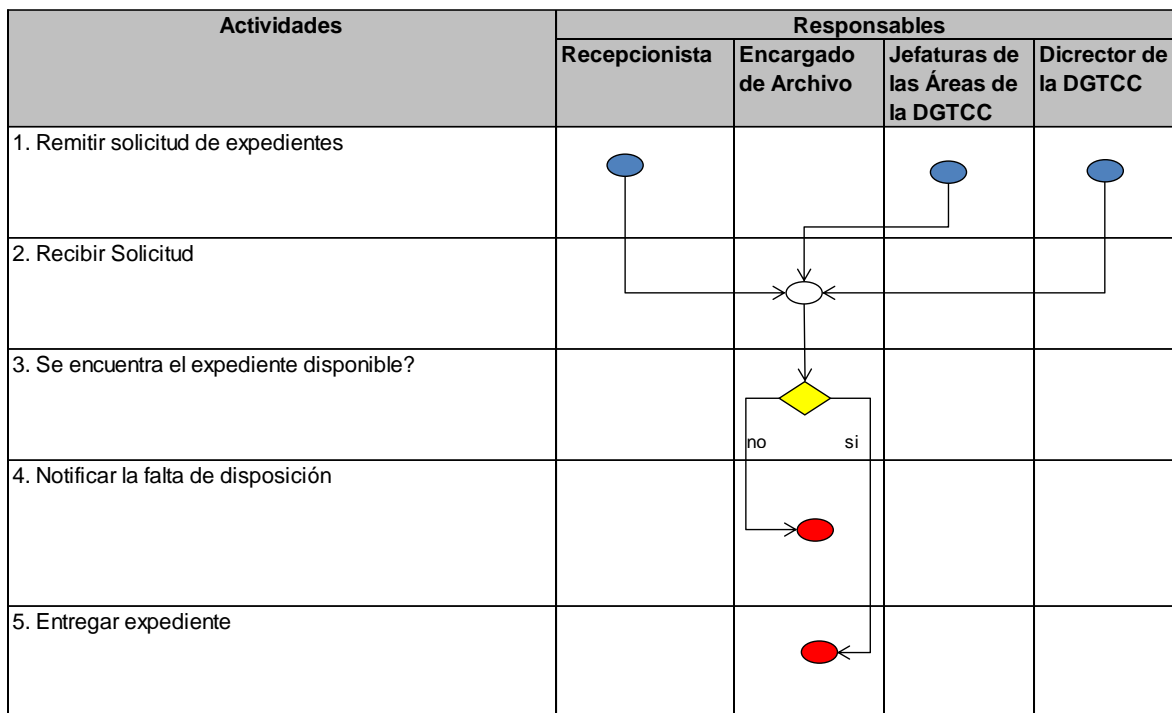 Actividades
Responsables
Recepcionista
Encargado
de Archivo
Jefaturas de
las Áreas de
la DGTCC
Dicrector de
la DGTCC
1. Remitir solicitud de expedientes
2. Recibir Solicitud
3. Se encuentra el expediente disponible?
no
si
4. Notificar la falta de disposición
5. Entregar expediente